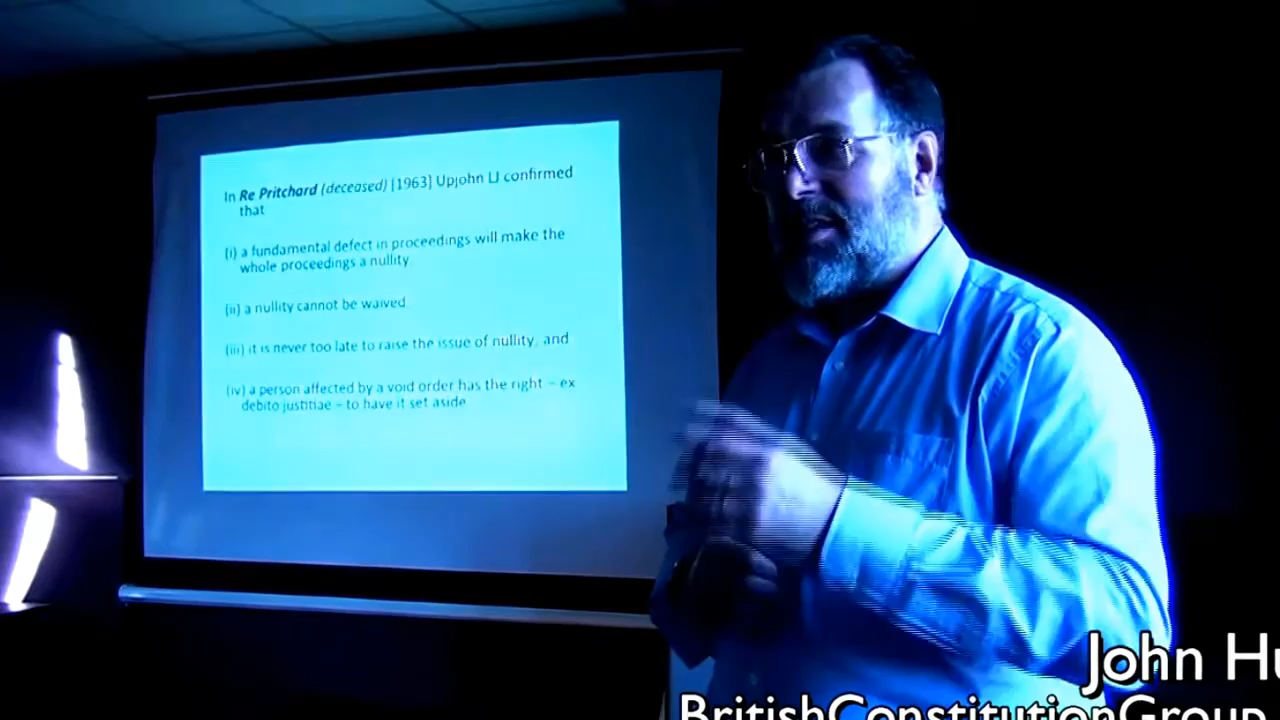 In Re Pritchard (deceased) [1963] Upjohn LJ confirmed
that
(i) a fundamental defect in proceedings will make the
whole proceedings a nullity
(ii) a nullity cannot be waived
(iii) it is never too late to raise the issue of nullity, and
(iv) a person affected by a void order has the right – ex
debito justitiae – to have it set aside
John Hu
BritishConstitutionGroup